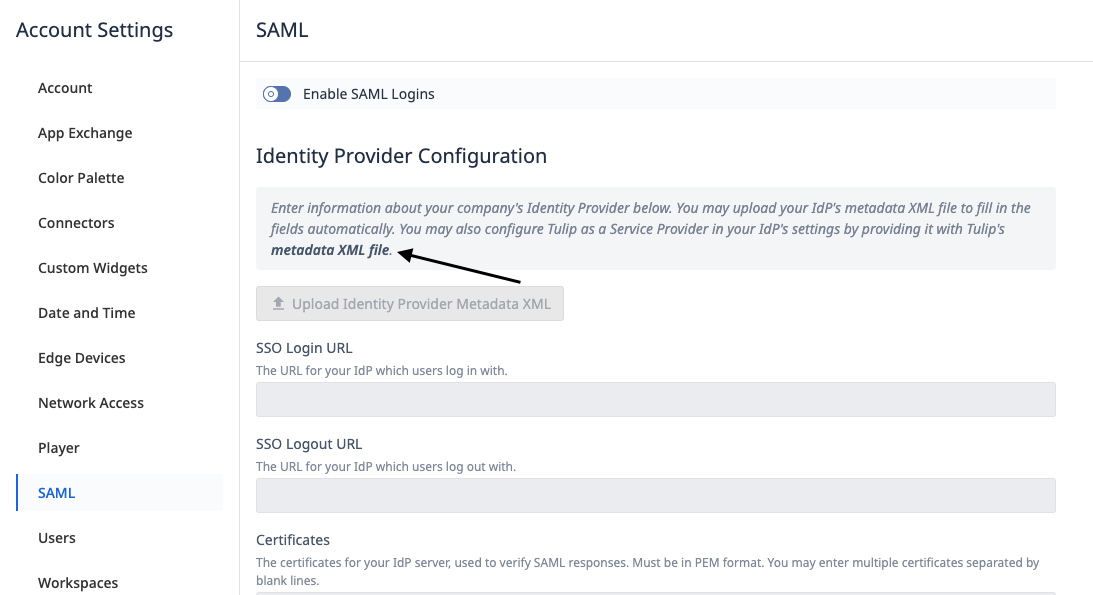 Account Settings
Account
App Exchange
Color Palette
Connectors
Custom Widgets
Date and Time
Edge Devices
Network Access
Player
SAML
Users
Workspaces
SAML
Enable SAML Logins
Identity Provider Configuration
Enter information about your company's Identity Provider below. You may upload your IdP's metadata XML file to fill in the
fields automatically. You may also configure Tulip as a Service Provider in your IdP's settings by providing it with Tulip's
metadata XML file.
Upload Identity Provider Metadata XML
SSO Login URL
The URL for your IdP which users log in with.
SSO Logout URL
The URL for your IdP which users log out with.
Certificates
The certificates for your IdP server, used to verify SAML responses. Must be in PEM format. You may enter multiple certificates separated by
blank lines.